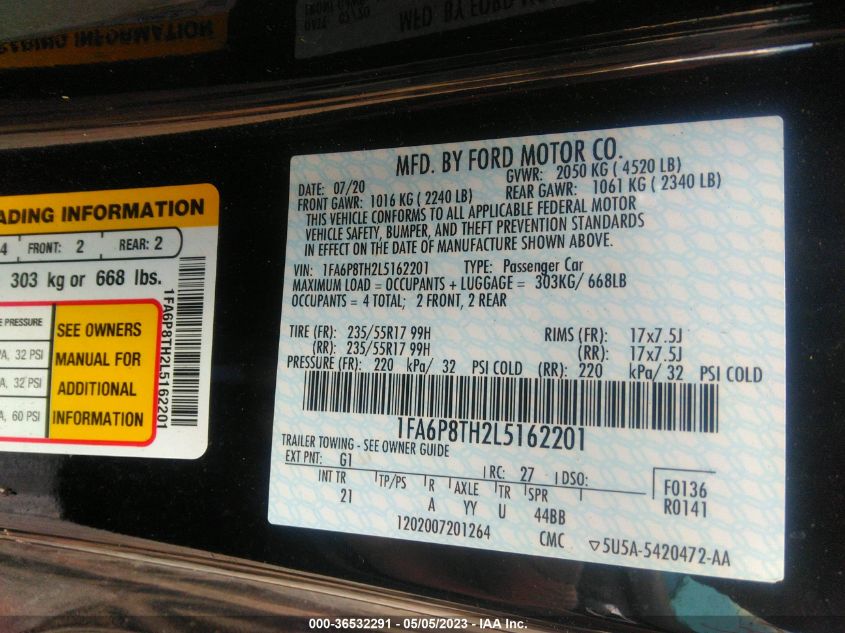 MFD. BY FORD MOTOR CO.
DATE: 07/20
GVWR: 2050 KG ( 4520 LB)
FRONT GAWR: 1016 KG ( 2240 LB)
REAR GAWR: 1061 KG ( 2340 LB)
THIS VEHICLE CONFORMS TO ALL APPLICABLE FEDERAL MOTOR
VEHICLE SAFETY, BUMPER, AND THEFT PREVENTION STANDARDS
IN EFFECT ON THE DATE OF MANUFACTURE SHOWN ABOVE.
VIN: 1FA6P8TH2L5162201 TYPE: Passenger Car
MAXIMUM LOAD = OCCUPANTS + LUGGAGE = 303KG/ 668LB
OCCUPANTS = 4 TOTAL; 2 FRONT, 2 REAR
TIRE (FR): 235/55R17 99H RIMS (FR): 17x7.5J
(RR): 235/55R17 99H (RR): 17x7.5J
PRESSURE (FR): 220 kPa/ 32 PSI COLD (RR): 220 kPa/ 32 PSI COLD
1FA6P8TH2L5162201
TRAILER TOWING - SEE OWNER GUIDE
EXT PNT: G1 RC: 27 DSO:
INT TR TP/PS R AXLE TR SPR
21 A YY U 44BB
F0136
R0141
1202007201264 CMC ▽5U5A-5420472-AA
ADING INFORMATION
4 FRONT: 2 REAR: 2
303 kg or 668 lbs.
PRESSURE
, 32 PSI
A, 32 PSI
A, 60 PSI
SEE OWNERS
MANUAL FOR
ADDITIONAL
INFORMATION
1FA6P8TH2L5162201
000-36532291 - 05/05/2023 - IAA Inc.